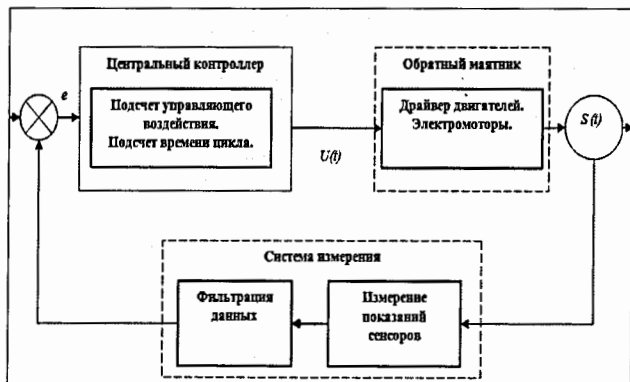 Центральный контроллер
Обратный маятник
e
Подсчет управляющего
воздействия.
Подсчет времени цикла.
Драйвер двигателей.
Электромоторы.
S(t)
U(t)
Система измерения
Фильтрация
данных
Измерение
показаний
сенсоров